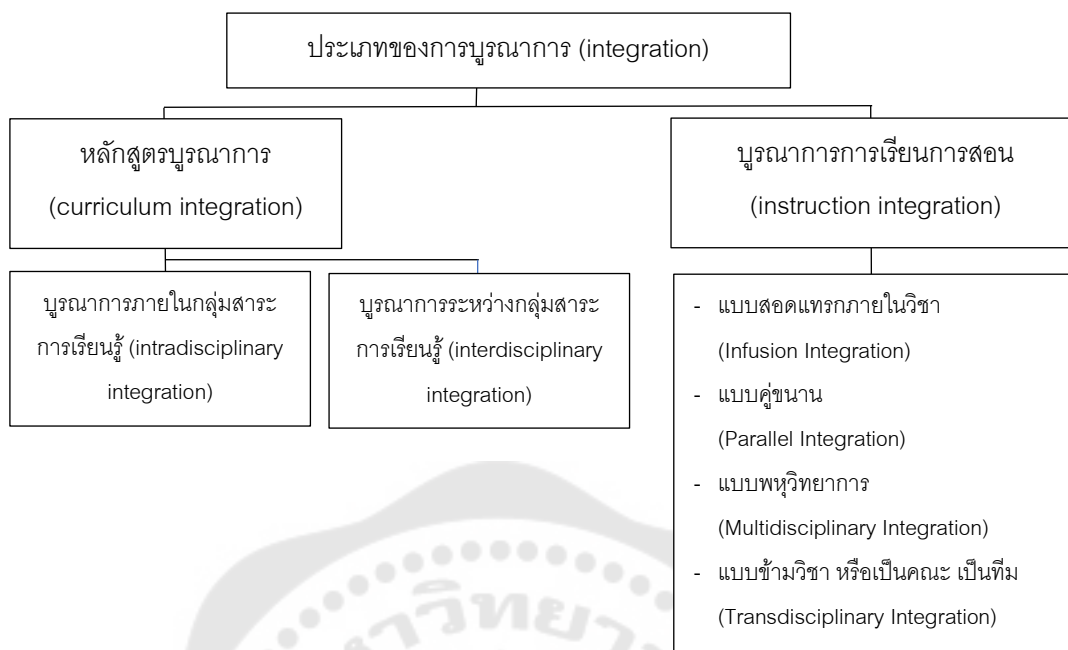 ประเภทของการบูรณาการ (integration)
หลักสูตรบูรณาการ
(curriculum integration)
บูรณาการการเรียนการสอน
(instruction integration)
บูรณาการภายในกลุ่มสาระ
การเรียนรู้ (intradisciplinary
integration)
บูรณาการระหว่างกลุ่มสาระ
การเรียนรู้ (interdisciplinary
integration)
- แบบสอดแทรกภายในวิชา
(Infusion Integration)
- แบบคู่ขนาน
(Parallel Integration)
- แบบพหุวิทยาการ
(Multidisciplinary Integration)
- แบบข้ามวิชา หรือเป็นคณะ เป็นทีม
(Transdisciplinary Integration)